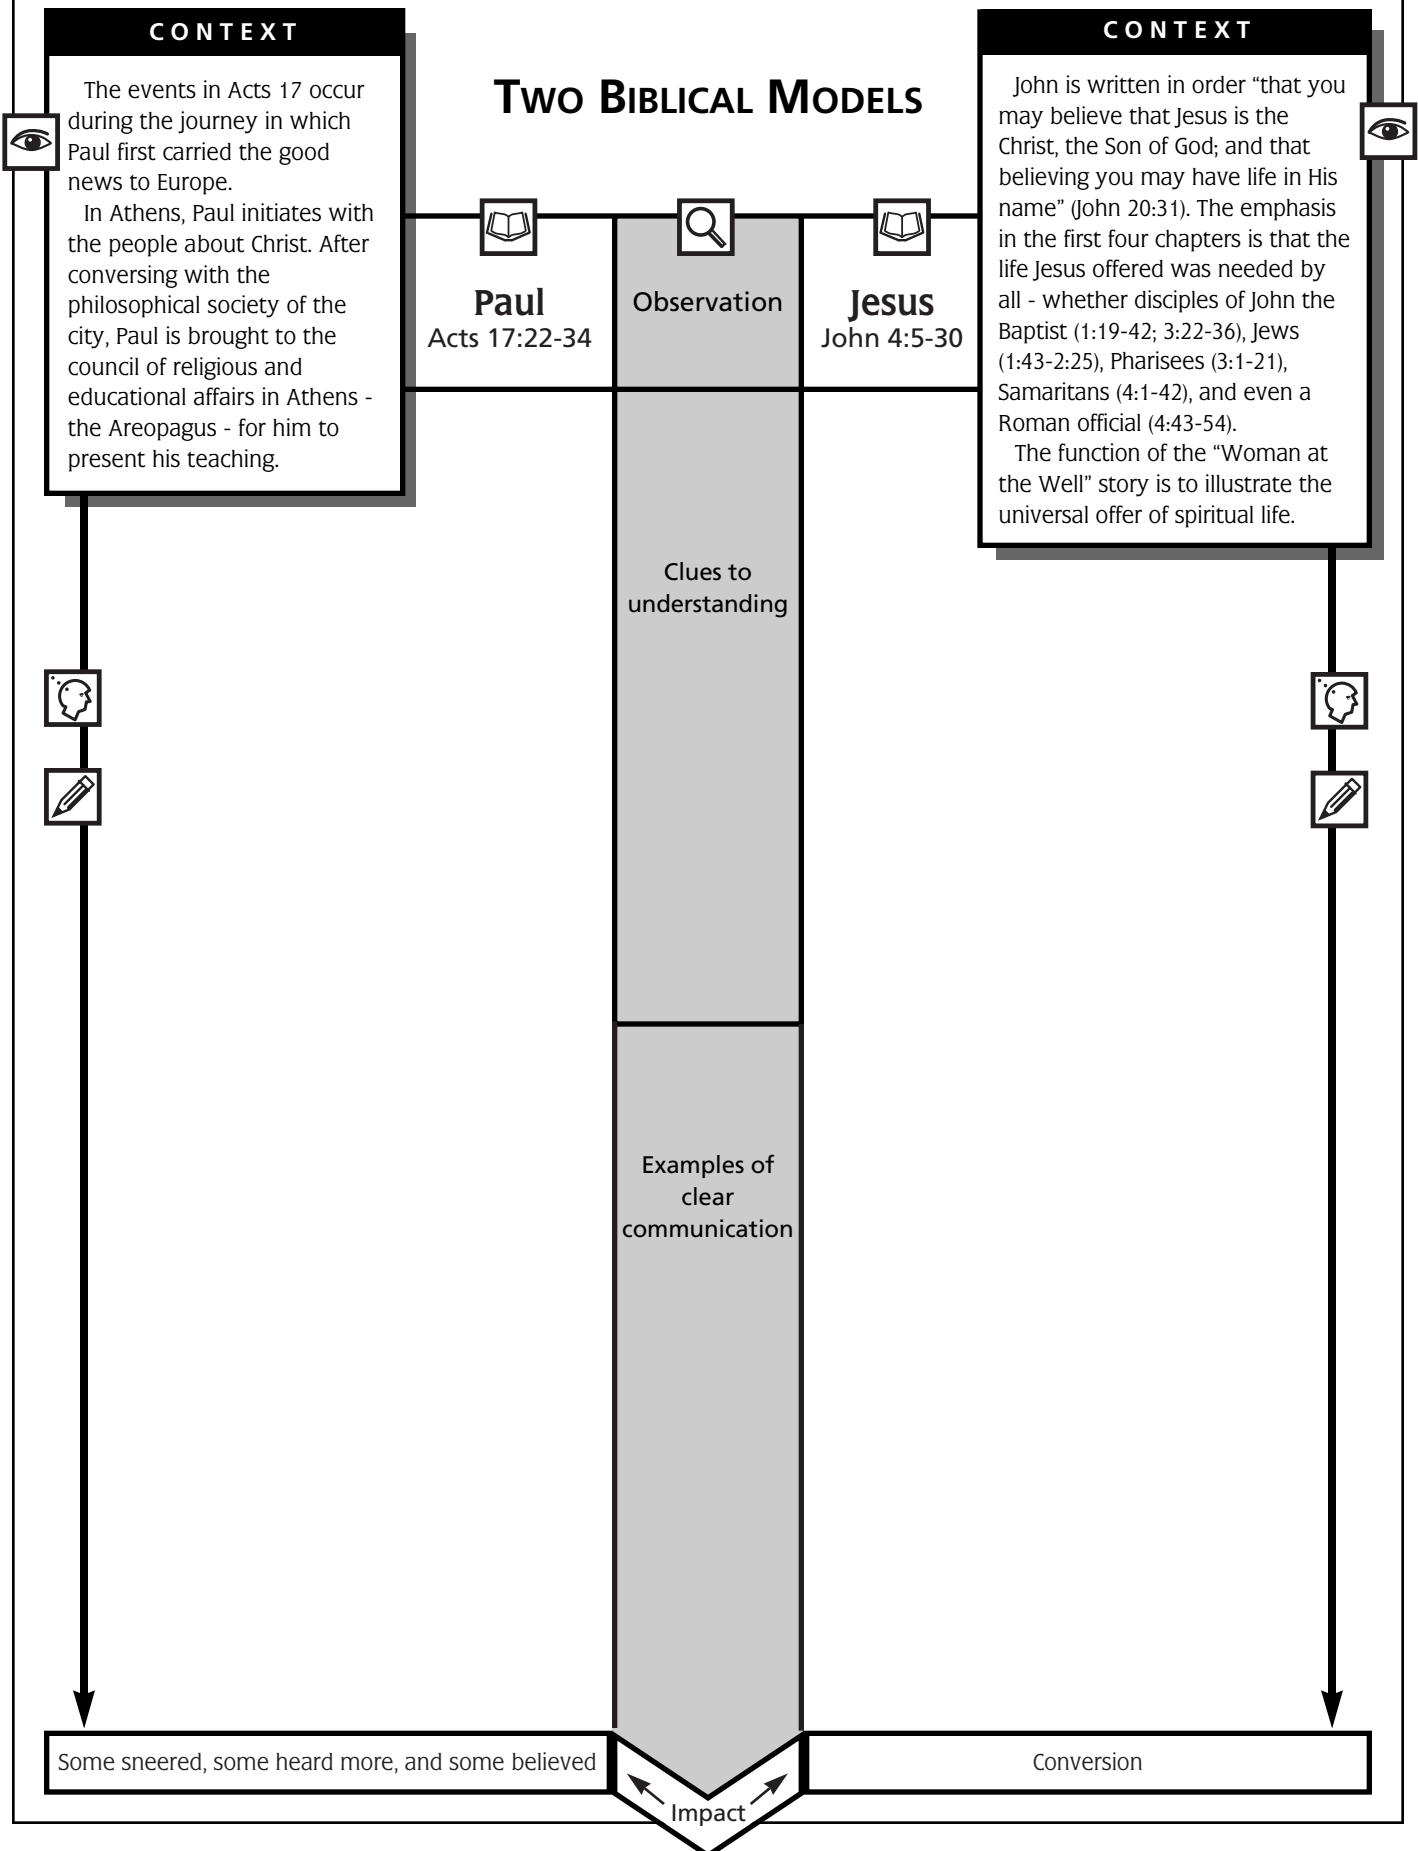 CONTEXT
The events in Acts 17 occur
during the journey in which
Paul first carried the good
news to Europe.
In Athens, Paul initiates with
the people about Christ. After
conversing with the
philosophical society of the
city, Paul is brought to the
council of religious and
educational affairs in Athens -
the Areopagus - for him to
present his teaching.
TWO BIBLICAL MODELS
CONTEXT
John is written in order “that you
may believe that Jesus is the
Christ, the Son of God; and that
believing you may have life in His
name” (John 20:31). The emphasis
in the first four chapters is that the
life Jesus offered was needed by
all - whether disciples of John the
Baptist (1:19-42; 3:22-36), Jews
(1:43-2:25), Pharisees (3:1-21),
Samaritans (4:1-42), and even a
Roman official (4:43-54).
The function of the “Woman at
the Well” story is to illustrate the
universal offer of spiritual life.
Paul
Acts 17:22-34
Observation
Jesus
John 4:5-30
Clues to
understanding
Examples of
clear
communication
Some sneered, some heard more, and some believed
Conversion
Impact